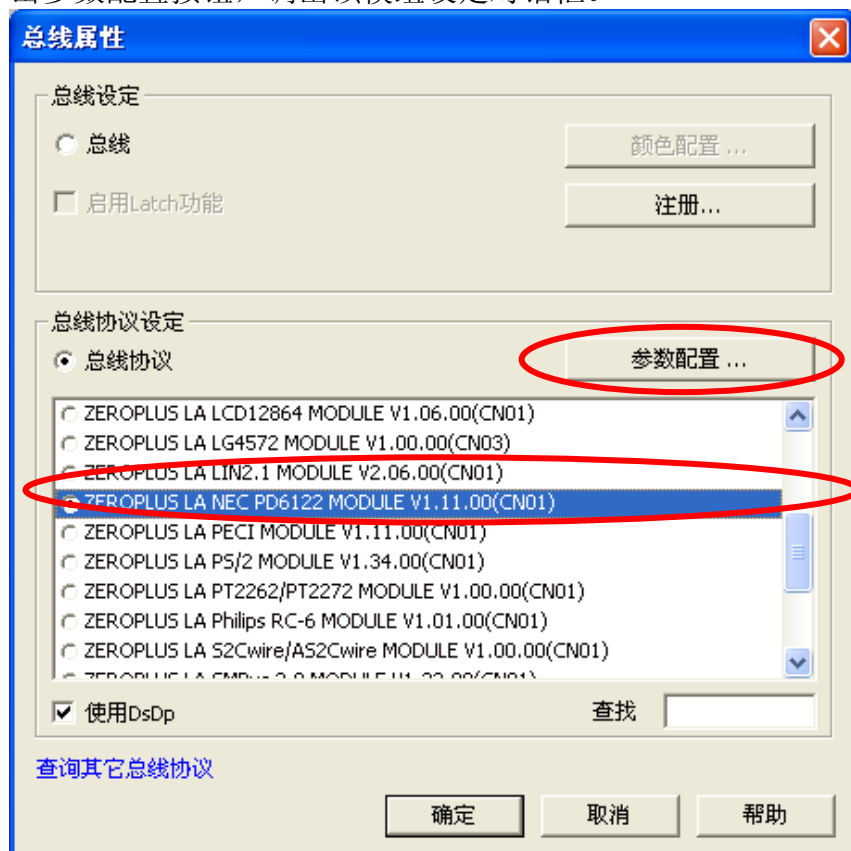 总线属性
总线设定
总线
颜色配置 ...
启用Latch功能
注册...
总线协议设定
总线协议
参数配置 ...
ZEROPLUS LA LCD12864 MODULE V1.06.00(CN01)
ZEROPLUS LA LG4572 MODULE V1.00.00(CN03)
ZEROPLUS LA LIN2.1 MODULE V2.06.00(CN01)
ZEROPLUS LA NEC PD6122 MODULE V1.11.00(CN01)
ZEROPLUS LA PECI MODULE V1.11.00(CN01)
ZEROPLUS LA PS/2 MODULE V1.34.00(CN01)
ZEROPLUS LA PT2262/PT2272 MODULE V1.00.00(CN01)
ZEROPLUS LA Philips RC-6 MODULE V1.01.00(CN01)
ZEROPLUS LA S2Cwire/AS2Cwire MODULE V1.00.00(CN01)
使用DsDp
查找
查询其它总线协议
确定
取消
帮助